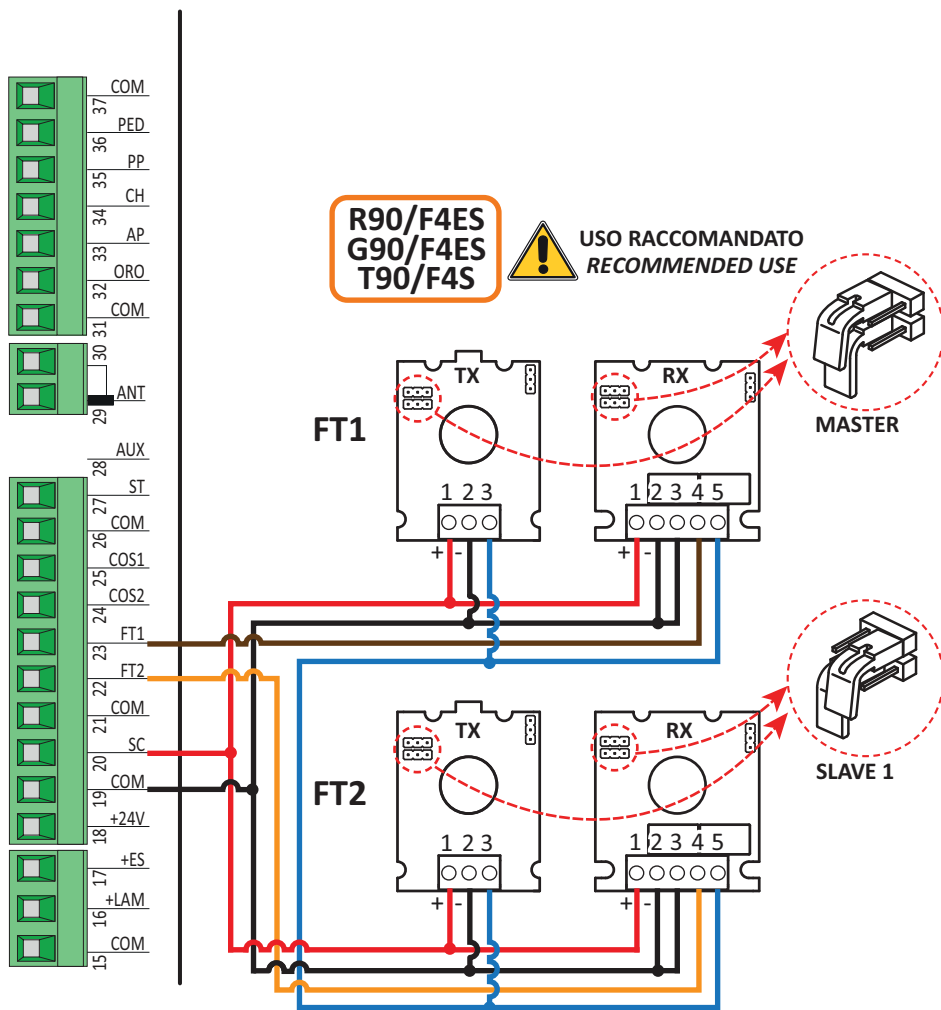 COM
37
PED
36
PP
35
CH
34
AP
33
ORO
32
COM
31
30
ANT
29
AUX
28
ST
27
COM
26
COS1
25
COS2
24
FT1
23
FT2
22
COM
21
SC
20
COM
19
+24V
18
+ES
17
+LAM
16
COM
15
R90/F4ES
G90/F4ES
T90/F4S
USO RACCOMANDATO
RECOMMENDED USE
MASTER
FT1
TX
1 2 3
+ -
RX
1 2 3 4 5
+ -
SLAVE 1
FT2
TX
1 2 3
+ -
RX
1 2 3 4 5
+ -